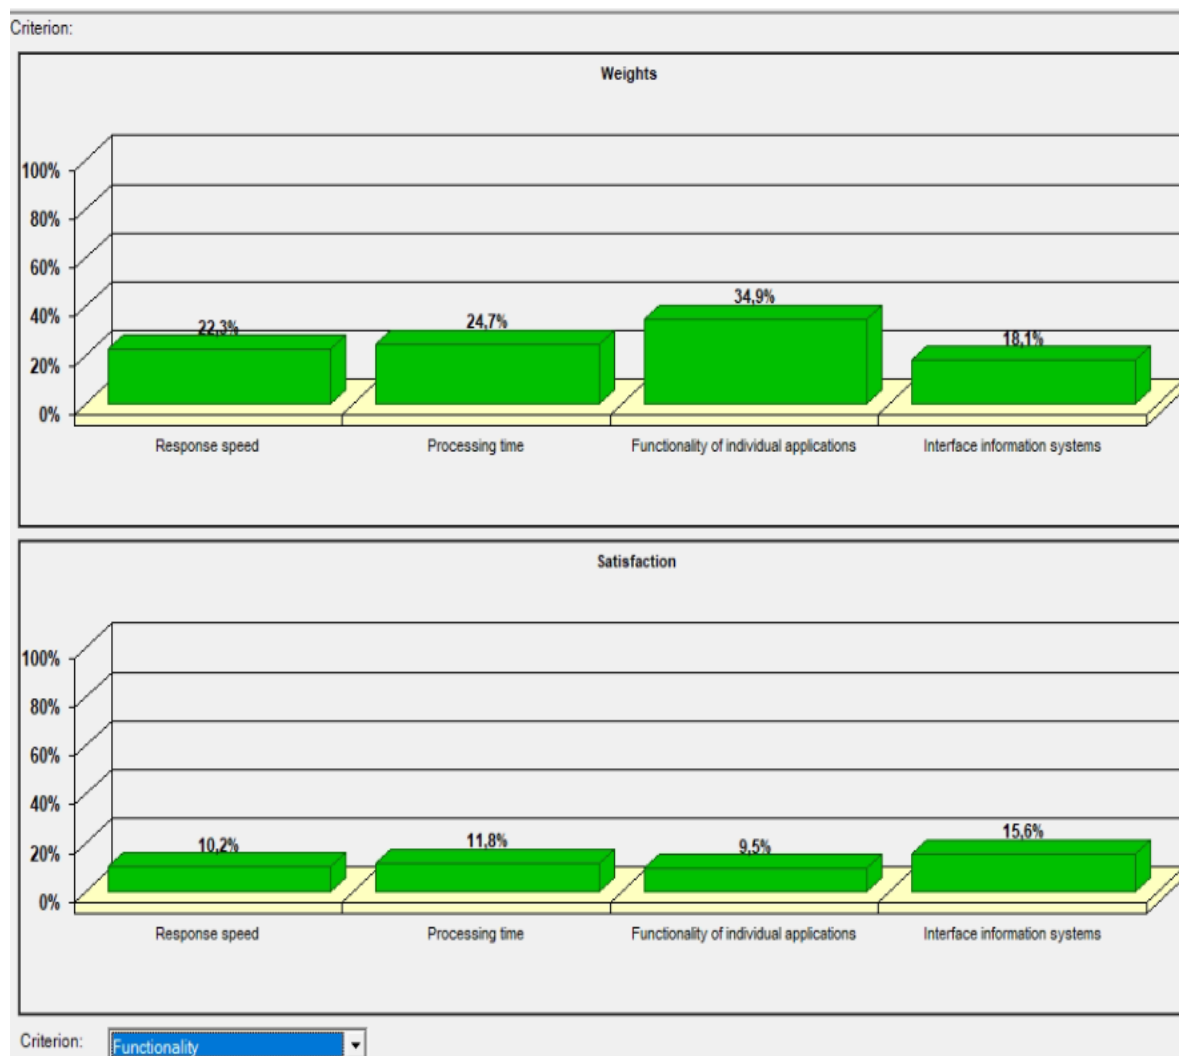 Criterion:
Weights
100%
80%
60%
40%
20%
0%
22,3%
24,7%
34,9%
18,1%
Response speed
Processing time
Functionality of individual applications
Interface information systems
Satisfaction
100%
80%
60%
40%
20%
0%
10,2%
11,8%
9,5%
15,6%
Response speed
Processing time
Functionality of individual applications
Interface information systems
Criterion:
Functionality